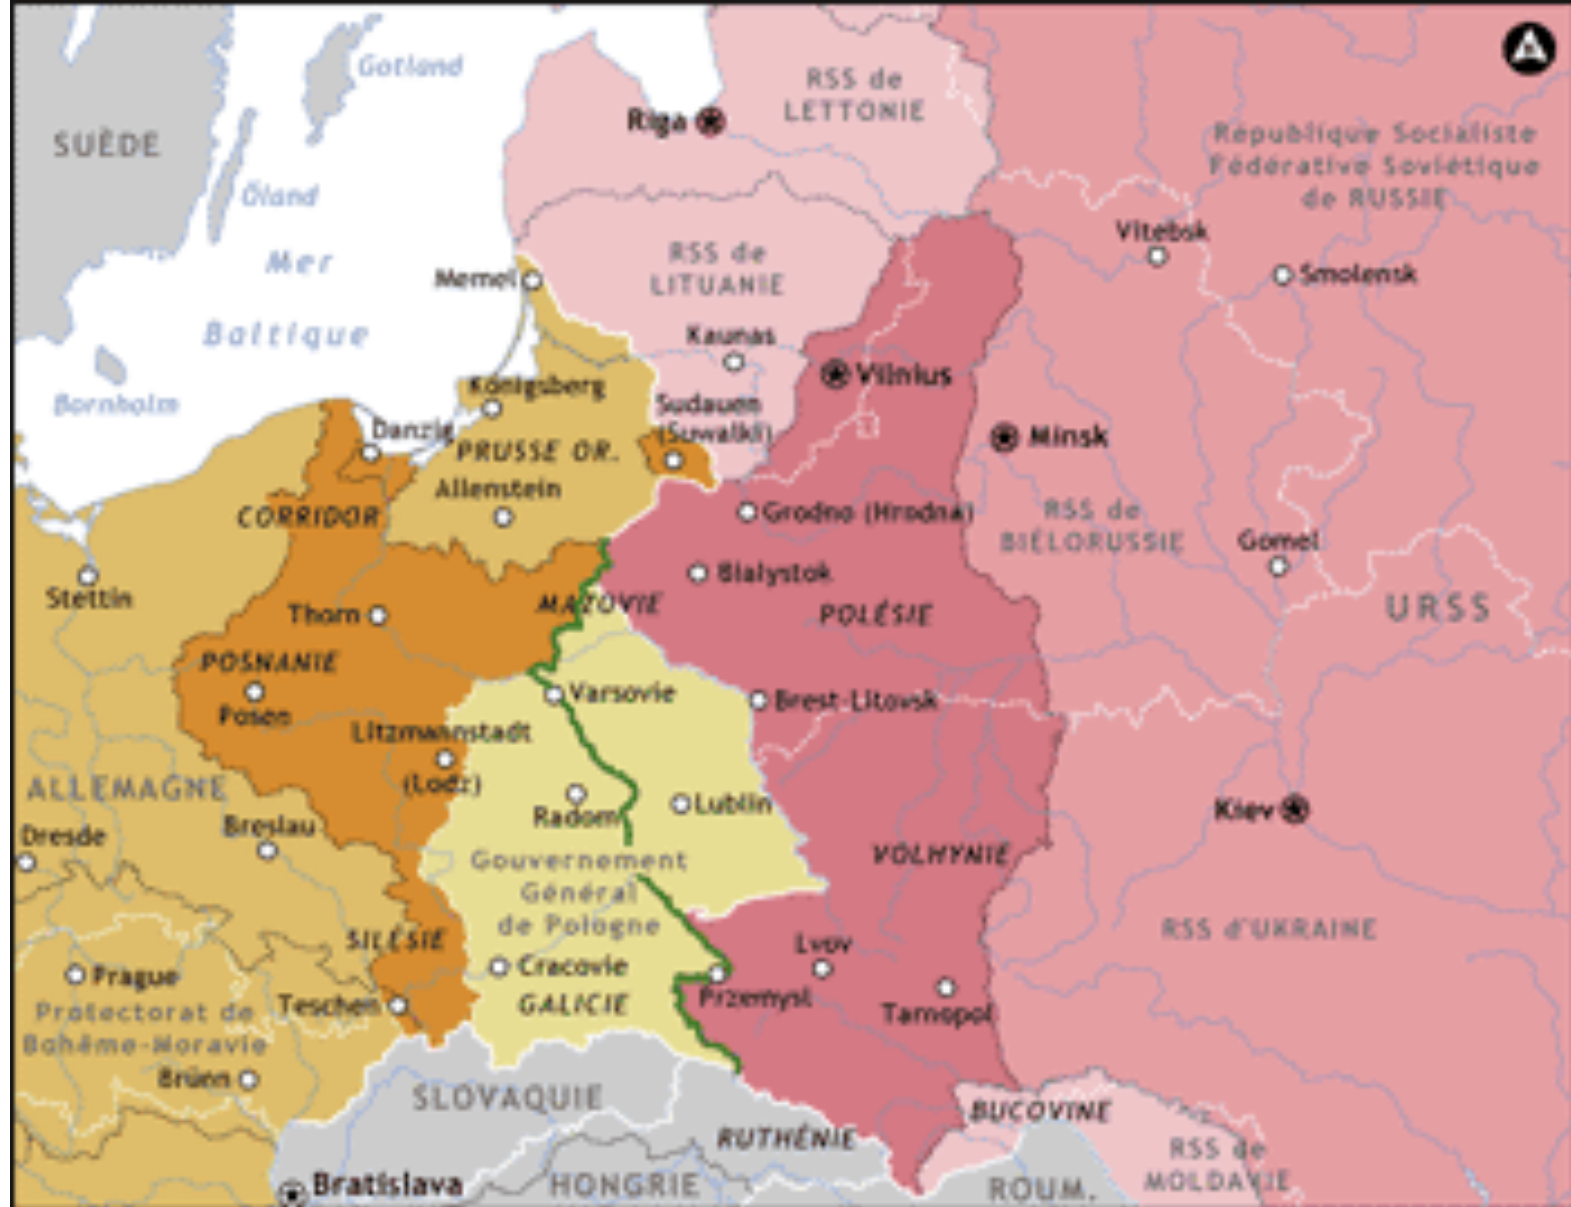 Gotland
SUÈDE
RSS de
LETTONIE
Riga
République Socialiste
Fédérative Soviétique
de RUSSIE
Öland
Mer
Baltique
Vitebsk
Smolensk
RSS de
LITUANIE
Memel
Kaunas
Vilnius
Bornholm
Königsberg
Sudauen
(Suwalki)
Danzig
PRUSSE OR.
Allenstein
Minsk
CORRIDOR
Grodno (Hrodna)
RSS de
BIÉLORUSSIE
Gomel
Stettin
Bialystok
Thorn
MAZOVIE
POLÉSIE
URSS
POSNANIE
Posen
Varsovie
Brest-Litovsk
Litzmannstadt
(Lodz)
ALLEMAGNE
Radom
Lublin
Kiev
Dresde
Breslau
VOLHYNIE
Gouvernement
Général
de Pologne
SILÉSIE
RSS d'UKRAINE
Lvov
Prague
Cracovie
Przemysl
Tarnopol
Teschen
GALICIE
Protectorat de
Bohême-Moravie
Brünn
SLOVAQUIE
BUCOVINE
RUTHÉNIE
RSS de
MOLDAVIE
Bratislava
HONGRIE
ROUM.